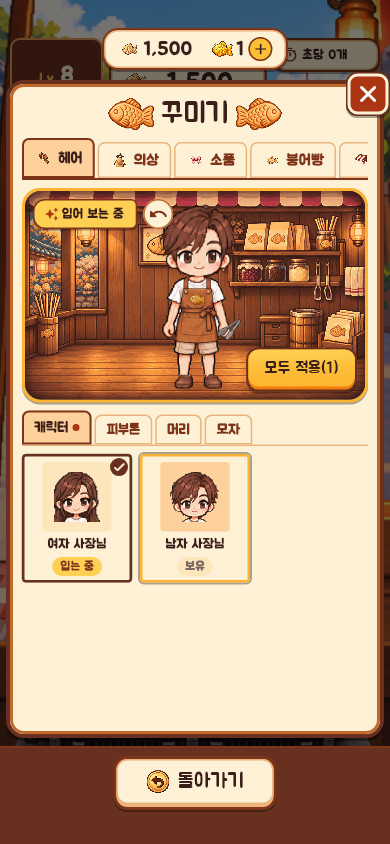 1,500
1
초당 0개
Lv 8
1,500
꾸미기
헤어
의상
소품
붕어빵
입어 보는 중
모두 적용(1)
캐릭터
피부톤
머리
모자
여자 사장님
남자 사장님
입는 중
보유
돌아가기